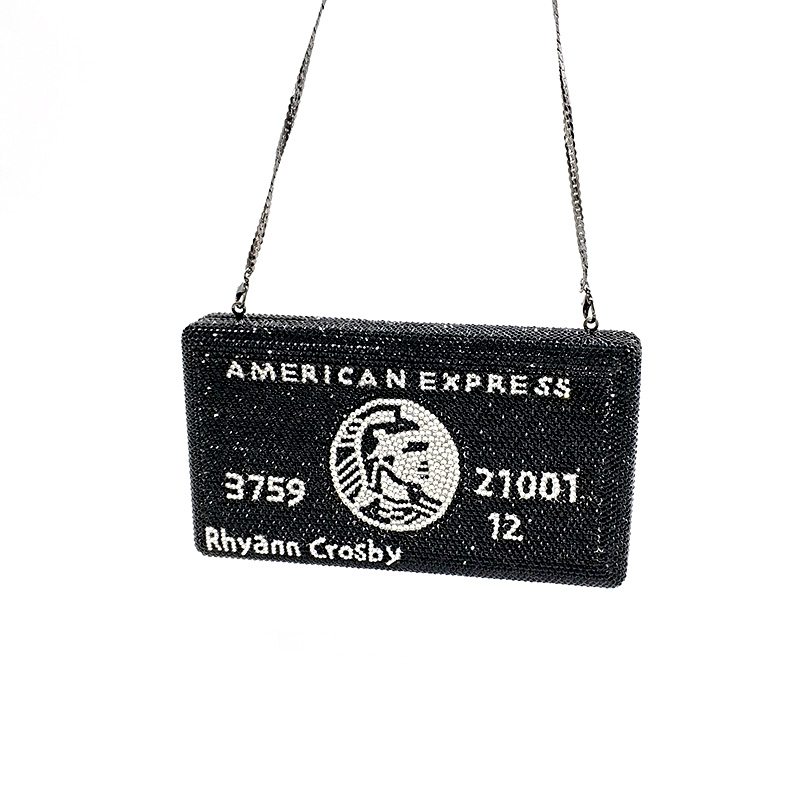 AMERICAN EXPRESS
3759 21001
12
Rhyann Crosby